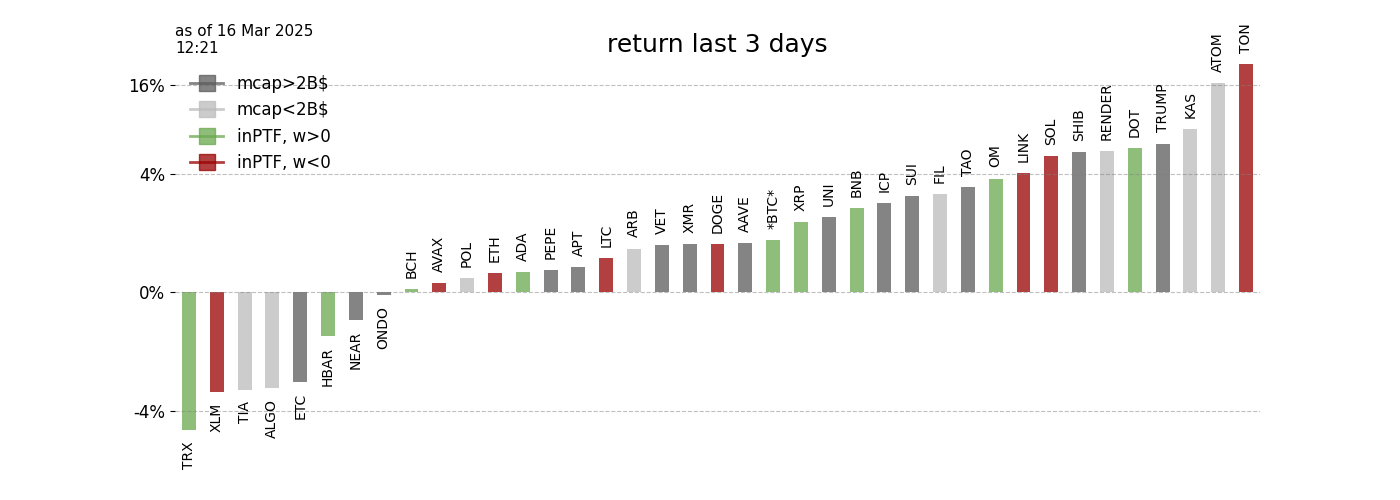 as of 16 Mar 2025
12:21
return last 3 days
mcap>2B$
mcap<2B$
inPTF, w>0
inPTF, w<0
16%
4%
0%
-4%
TRX
XLM
TIA
ALGO
ETC
HBAR
NEAR
ONDO
BCH
AVAX
POL
ETH
ADA
PEPE
APT
LTC
ARB
VET
XMR
DOGE
AAVE
*BTC*
XRP
UNI
BNB
ICP
SUI
FIL
TAO
OM
LINK
SOL
SHIB
RENDER
DOT
TRUMP
KAS
ATOM
TON